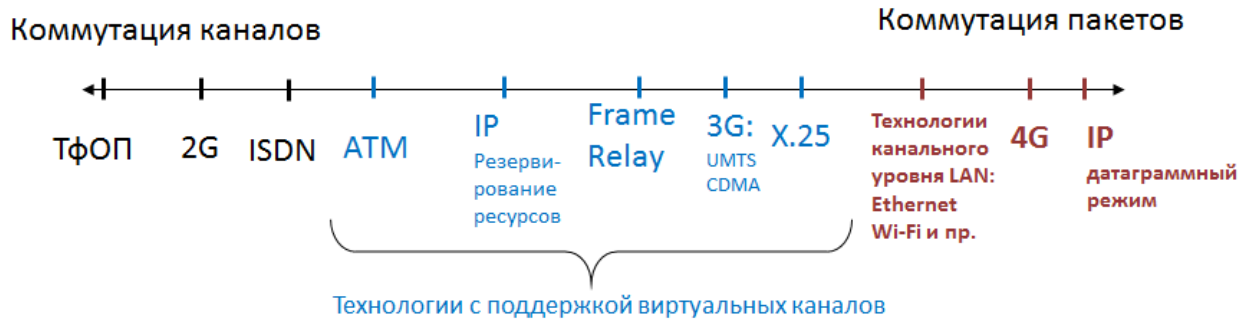 Коммутация каналов
Коммутация пакетов
ТфОП
2G
ISDN
ATM
IP
Резерви-
рование
ресурсов
Frame
Relay
3G:
UMTS
CDMA
X.25
Технологии
канального
уровня LAN:
Ethernet
Wi-Fi и пр.
4G
IP
датаграммный
режим
Технологии с поддержкой виртуальных каналов